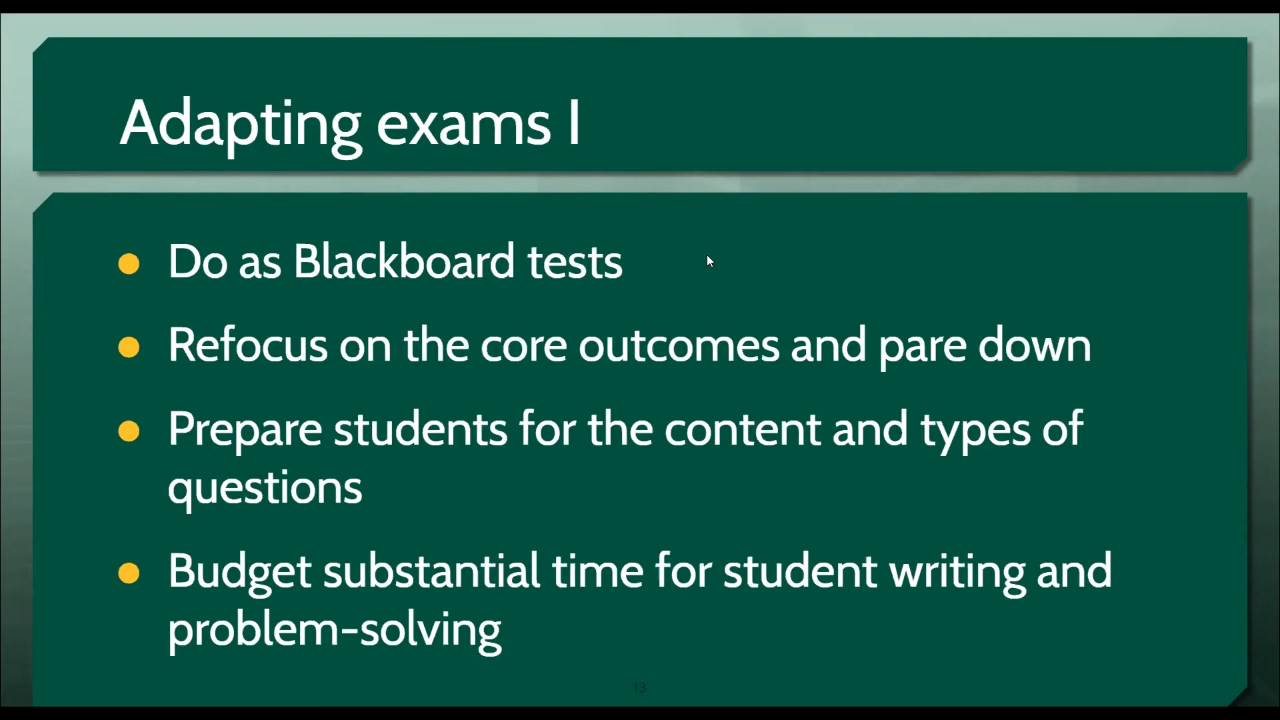 Adapting exams I
● Do as Blackboard tests
● Refocus on the core outcomes and pare down
● Prepare students for the content and types of
questions
● Budget substantial time for student writing and
problem-solving
13